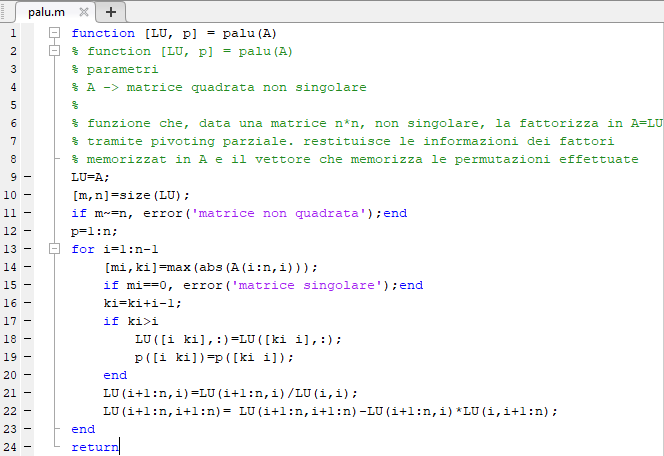 palu.m
1 function [LU, p] = palu(A)
2 % function [LU, p] = palu(A)
3 % parametri
4 % A -> matrice quadrata non singolare
5 %
6 % funzione che, data una matrice n*n, non singolare, la fattorizza in A=LU
7 % tramite pivoting parziale. restituisce le informazioni dei fattori
8 % memorizzat in A e il vettore che memorizza le permutazioni effettuate
9 LU=A;
10 [m,n]=size(LU);
11 if m~=n, error('matrice non quadrata');end
12 p=1:n;
13 for i=1:n-1
14 [mi,ki]=max(abs(A(i:n,i)));
15 if mi==0, error('matrice singolare');end
16 ki=ki+i-1;
17 if ki>i
18 LU([i ki],:)=LU([ki i],:);
19 p([i ki])=p([ki i]);
20 end
21 LU(i+1:n,i)=LU(i+1:n,i)/LU(i,i);
22 LU(i+1:n,i+1:n)= LU(i+1:n,i+1:n)-LU(i+1:n,i)*LU(i,i+1:n);
23 end
24 return